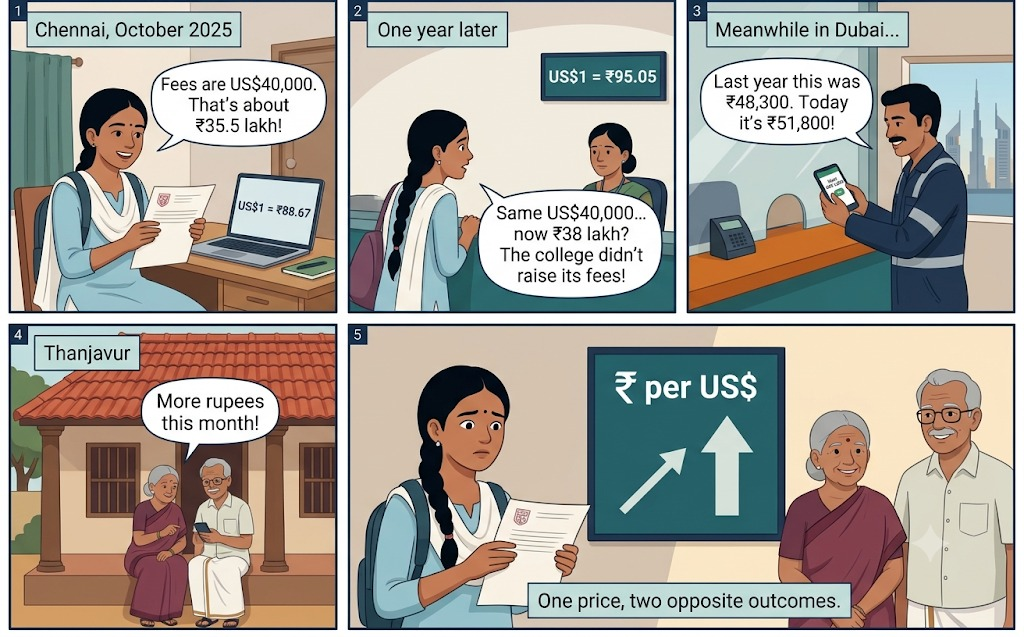 1
Chennai, October 2025
Fees are US$40,000.
That's about
₹35.5 lakh!
US$1 = ₹88.67
2
One year later
US$1 = ₹95.05
Same US$40,000...
now ₹38 lakh?
The college didn't
raise its fees!
3
Meanwhile in Dubai...
Last year this was
₹48,300. Today
it's ₹51,800!
4
Thanjavur
More rupees
this month!
5
₹ per US$
One price, two opposite outcomes.